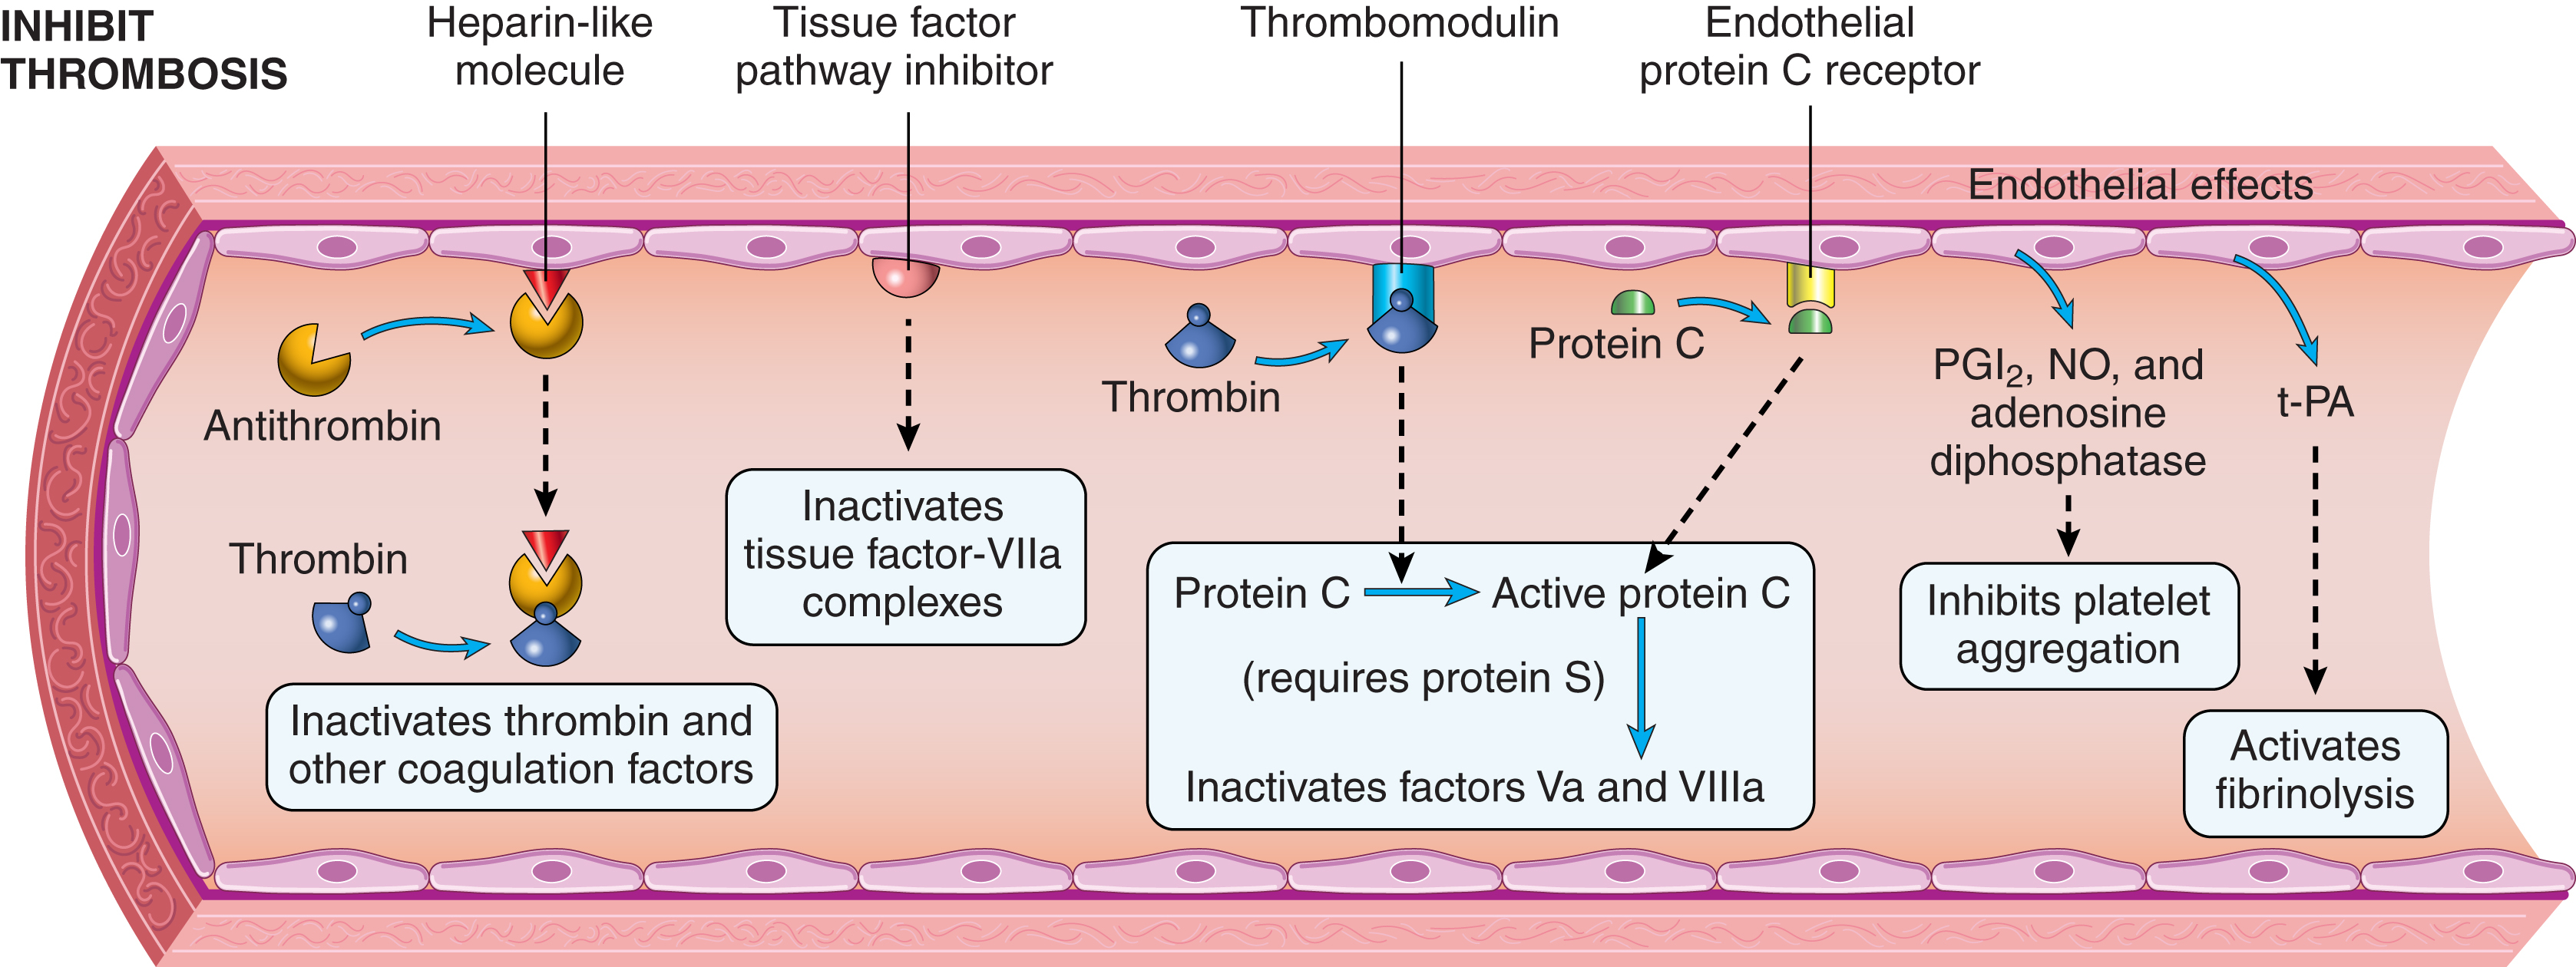 INHIBIT
THROMBOSIS
Heparin-like
molecule
Tissue factor
pathway inhibitor
Thrombomodulin
Endothelial
protein C receptor
Endothelial effects
Antithrombin
Thrombin
Inactivates thrombin and
other coagulation factors
Inactivates
tissue factor-VIIa
complexes
Thrombin
Protein C
Protein C
Active protein C
(requires protein S)
Inactivates factors Va and VIIIa
PGI₂, NO, and
adenosine
diphosphatase
Inhibits platelet
aggregation
t-PA
Activates
fibrinolysis